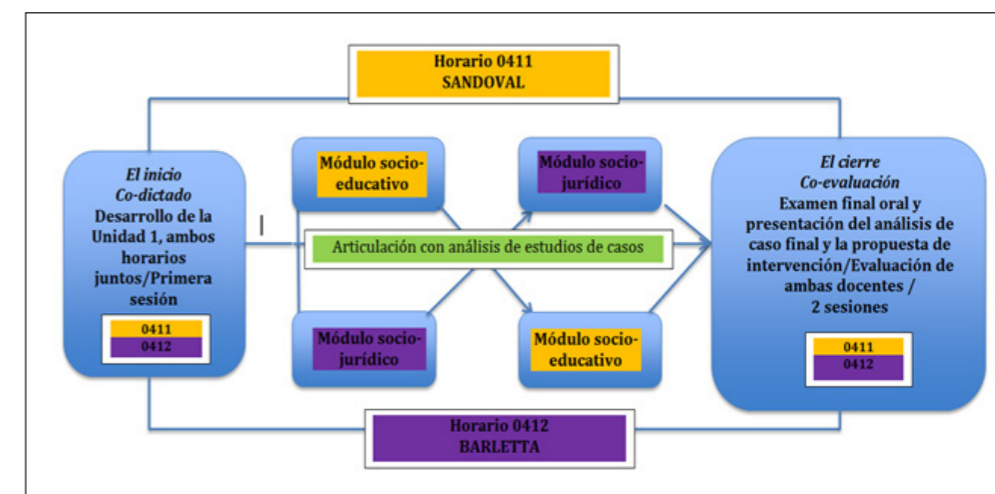 Horario 0411
SANDOVAL
El inicio
Co-dictado
Desarrollo de la
Unidad 1, ambos
horarios
juntos/Primera
sesión
0411
0412
Módulo socio-
educativo
Módulo socio-
jurídico
Articulación con análisis de estudios de casos
Módulo socio-
jurídico
Módulo socio-
educativo
El cierre
Co-evaluación
Examen final oral y
presentación del análisis de
caso final y la propuesta de
intervención/Evaluación de
ambas docentes /
2 sesiones
0411
0412
Horario 0412
BARLETTA